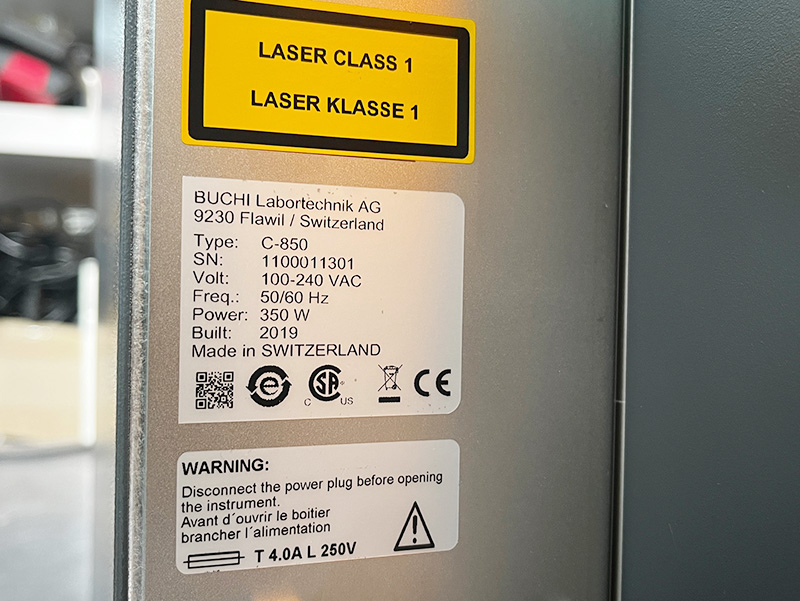 LASER CLASS 1
LASER KLASSE 1
BUCHI Labortechnik AG
9230 Flawil / Switzerland
Type: C-850
SN: 1100011301
Volt: 100-240 VAC
Freq.: 50/60 Hz
Power: 350 W
Built: 2019
Made in SWITZERLAND
e C SA US CE
WARNING:
Disconnect the power plug before opening
the instrument.
Avant d´ouvrir le boitier
brancher l´alimentation
T 4.0A L 250V